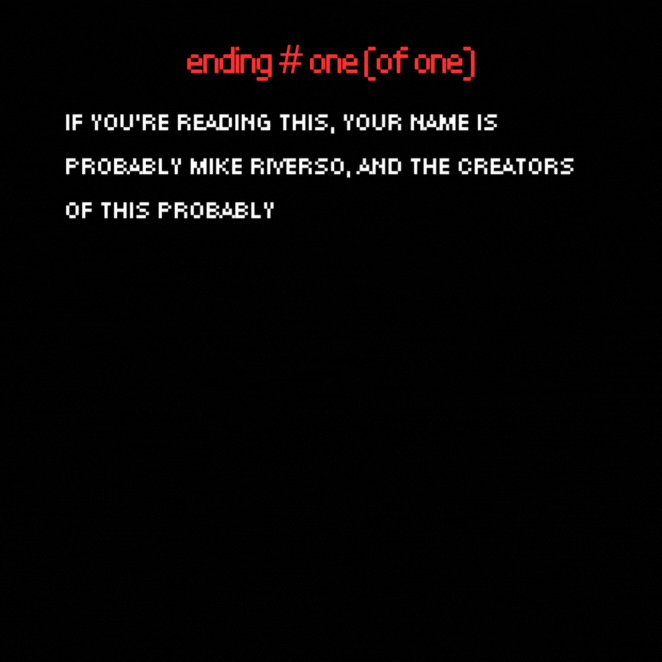 ending # one (of one)
IF YOU'RE READING THIS, YOUR NAME IS
PROBABLY MIKE RIVERSO, AND THE CREATORS
OF THIS PROBABLY